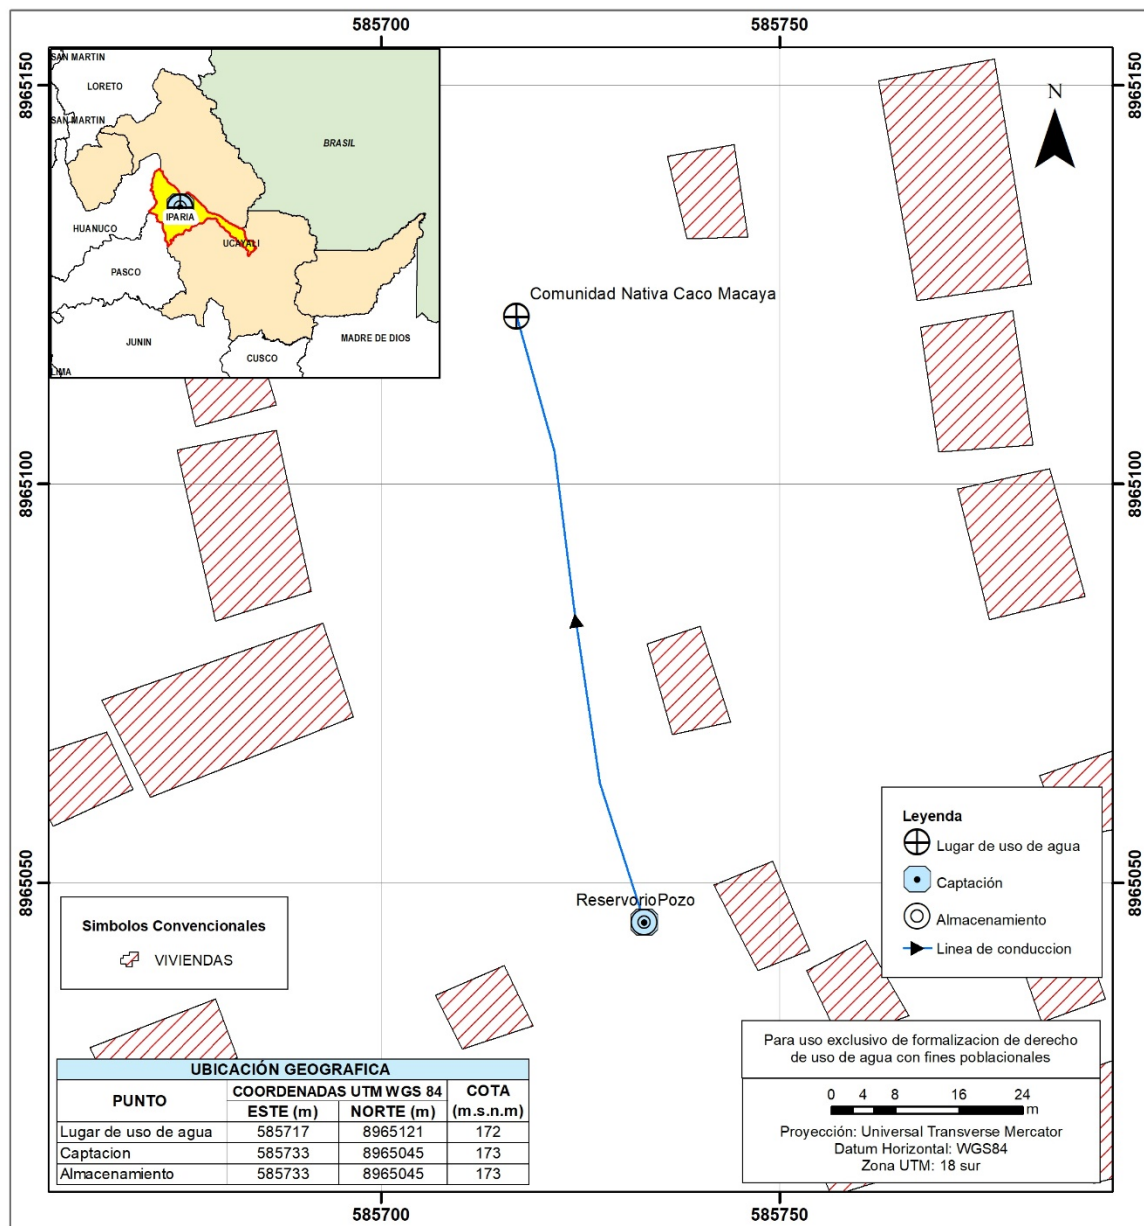 585700
585750
8965150
8965150
SAN MARTIN
LORETO
SAN MARTIN
BRASIL
N
IPARIA
HUANUCO
UCAYALI
PASCO
JUNIN
MADRE DE DIOS
CUSCO
LIMA
Comunidad Nativa Caco Macaya
8965100
8965100
Leyenda
Lugar de uso de agua
Captación
Almacenamiento
Linea de conduccion
8965050
8965050
ReservorioPozo
Símbolos Convencionales
VIVIENDAS
UBICACIÓN GEOGRAFICA
PUNTO COORDENADAS UTM WGS 84 COTA
ESTE (m) NORTE (m) (m.s.n.m)
Lugar de uso de agua 585717 8965121 172
Captacion 585733 8965045 173
Almacenamiento 585733 8965045 173
Para uso exclusivo de formalizacion de derecho
de uso de agua con fines poblacionales
0 4 8 16 24
m
Proyección: Universal Transverse Mercator
Datum Horizontal: WGS84
Zona UTM: 18 sur
585700
585750